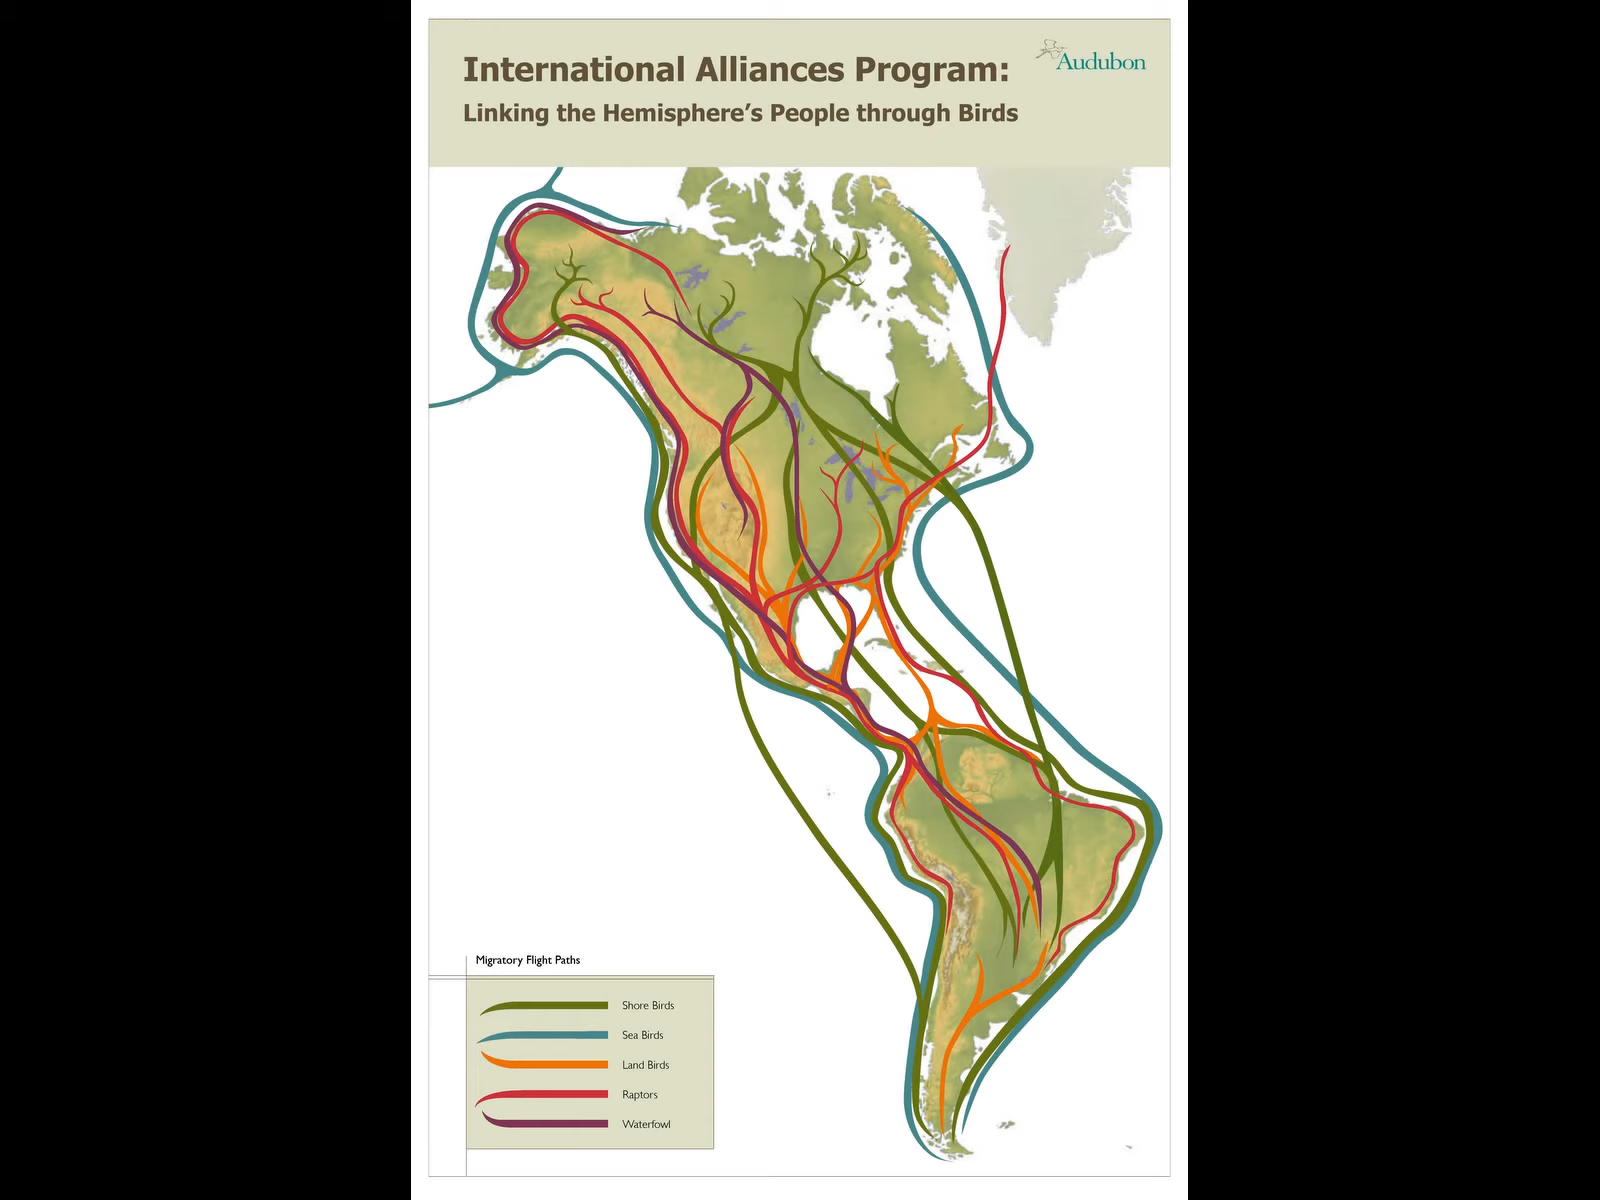 International Alliances Program:
Audubon
Linking the Hemisphere's People through Birds
Migratory Flight Paths
Shore Birds
Sea Birds
Land Birds
Raptors
Waterfowl